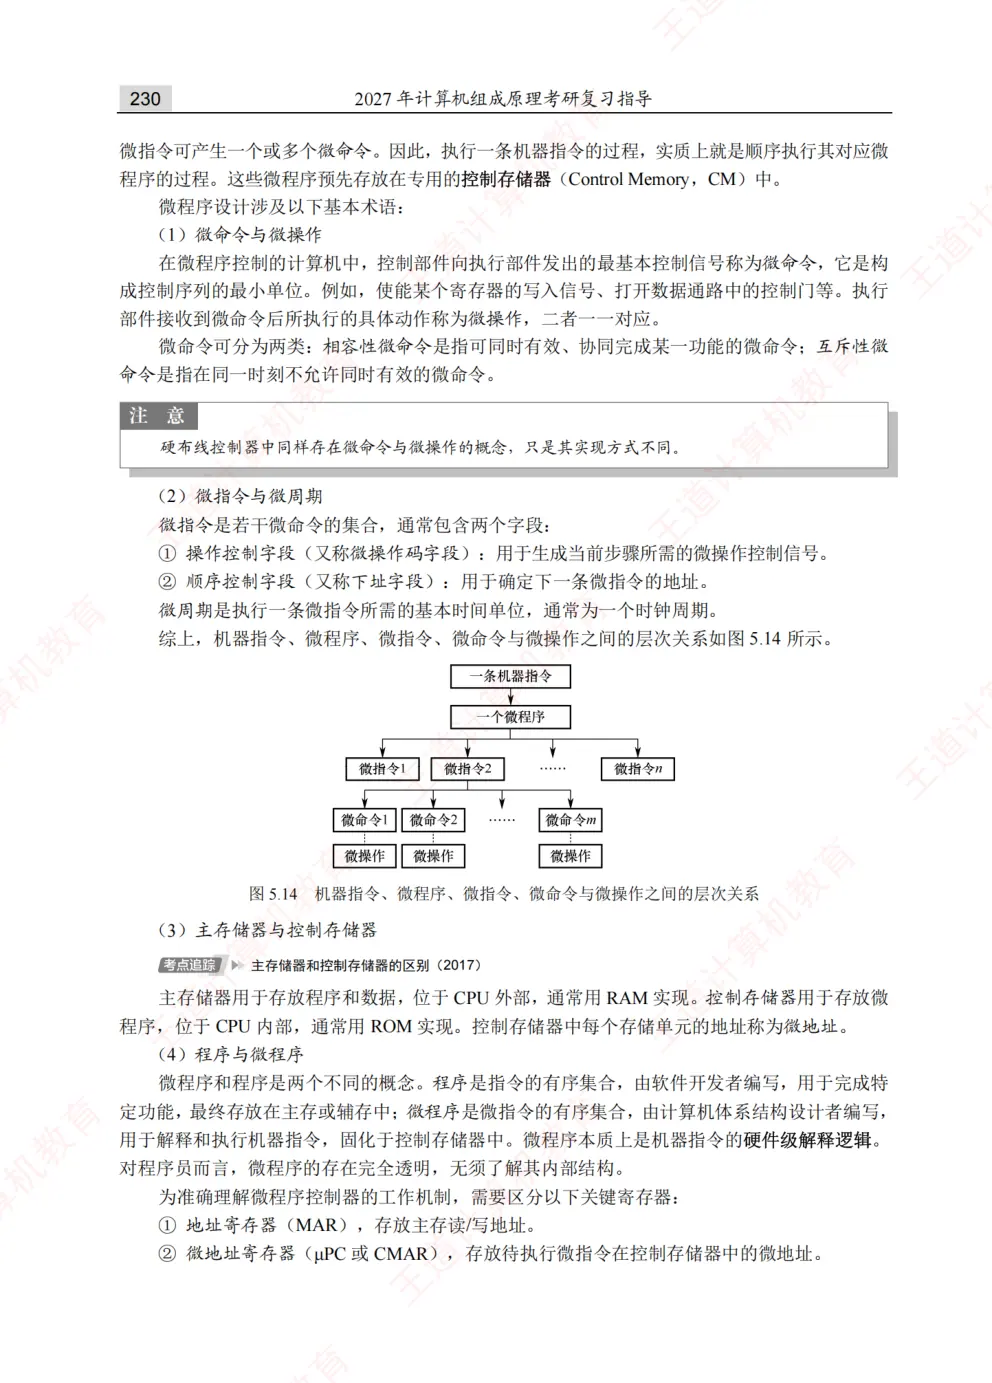 230
2027 年计算机组成原理考研复习指导
微指令可产生一个或多个微命令。因此，执行一条机器指令的过程，实质上就是顺序执行其对应微
程序的过程。这些微程序预先存放在专用的控制存储器（Control Memory，CM）中。
微程序设计涉及以下基本术语：
（1）微命令与微操作
在微程序控制的计算机中，控制部件向执行部件发出的最基本控制信号称为微命令，它是构
成控制序列的最小单位。例如，使能某个寄存器的写入信号、打开数据通路中的控制门等。执行
部件接收到微命令后所执行的具体动作称为微操作，二者一一对应。
微命令可分为两类：相容性微命令是指可同时有效、协同完成某一功能的微命令；互斥性微
命令是指在同一时刻不允许同时有效的微命令。
注 意
硬布线控制器中同样存在微命令与微操作的概念，只是其实现方式不同。
（2）微指令与微周期
微指令是若干微命令的集合，通常包含两个字段：
① 操作控制字段（又称微操作码字段）：用于生成当前步骤所需的微操作控制信号。
② 顺序控制字段（又称下址字段）：用于确定下一条微指令的地址。
微周期是执行一条微指令所需的基本时间单位，通常为一个时钟周期。
综上，机器指令、微程序、微指令、微命令与微操作之间的层次关系如图 5.14 所示。
一条机器指令
一个微程序
微指令1 微指令2 …… 微指令n
微命令1 微命令2 …… 微命令m
微操作 微操作 微操作
图 5.14 机器指令、微程序、微指令、微命令与微操作之间的层次关系
（3）主存储器与控制存储器
考点追踪 主存储器和控制存储器的区别（2017）
主存储器用于存放程序和数据，位于 CPU 外部，通常用 RAM 实现。控制存储器用于存放微
程序，位于 CPU 内部，通常用 ROM 实现。控制存储器中每个存储单元的地址称为微地址。
（4）程序与微程序
微程序和程序是两个不同的概念。程序是指令的有序集合，由软件开发者编写，用于完成特
定功能，最终存放在主存或辅存中；微程序是微指令的有序集合，由计算机体系结构设计者编写，
用于解释和执行机器指令，固化于控制存储器中。微程序本质上是机器指令的硬件级解释逻辑。
对程序员而言，微程序的存在完全透明，无须了解其内部结构。
为准确理解微程序控制器的工作机制，需要区分以下关键寄存器：
① 地址寄存器（MAR），存放主存读/写地址。
② 微地址寄存器（μPC 或 CMAR），存放待执行微指令在控制存储器中的微地址。
王道计算机教育